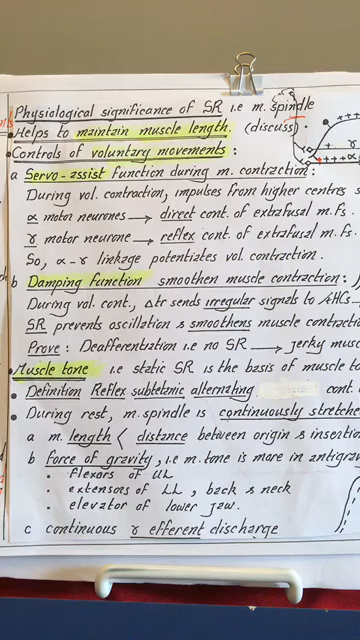 Physiological significance of SR i.e m. spindle
• Helps to maintain muscle length. (discuss).
• Controls of voluntary movements:
a Servo-assist function during m. contraction:
During vol. contraction, impulses from higher centres s
α motor neurones → direct cont. of extrafusal m.fs.
γ motor neurone → reflex cont. of extrafusal m.fs.
So, α-γ linkage potentiates vol. contraction.
b Damping function smoothen muscle contraction:
During vol. cont., Δtr sends irregular signals to AHCs
SR prevents oscillation & smoothens muscle contractio
Prove: Deafferentation i.e no SR → jerky musc
• Muscle tone i.e static SR is the basis of muscle to
• Definition Reflex subtetanic alternating cont.
• During rest, m. spindle is continuously stretche
a m. length < distance between origin & insertion
b force of gravity, i.e m. tone is more in antigrav
• flexors of UL
• extensors of LL, back & neck
• elevator of lower jaw.
c continuous γ efferent discharge
+++
γ
++++α